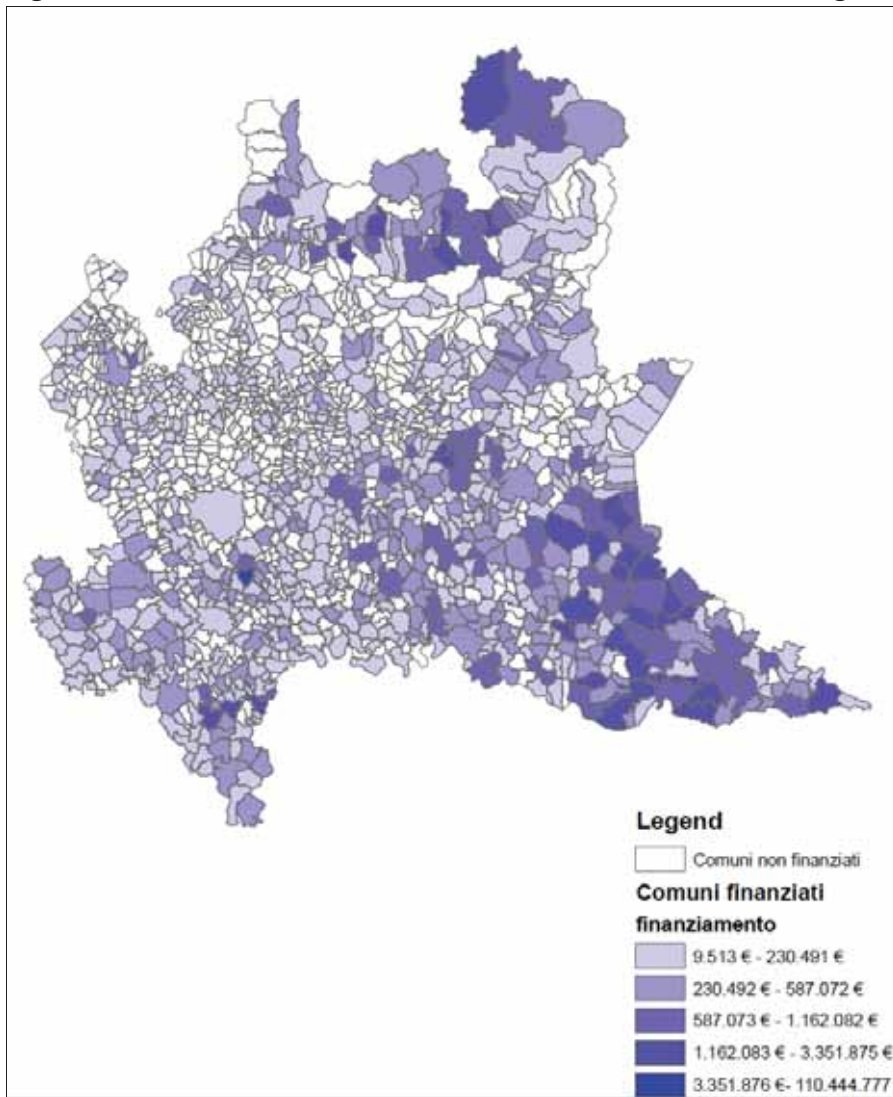 Legend
Comuni non finanziati
Comuni finanziati
finanziamento
9.513 € - 230.491 €
230.492 € - 587.072 €
587.073 € - 1.162.082 €
1.162.083 € - 3.351.875 €
3.351.876 €- 110.444.777